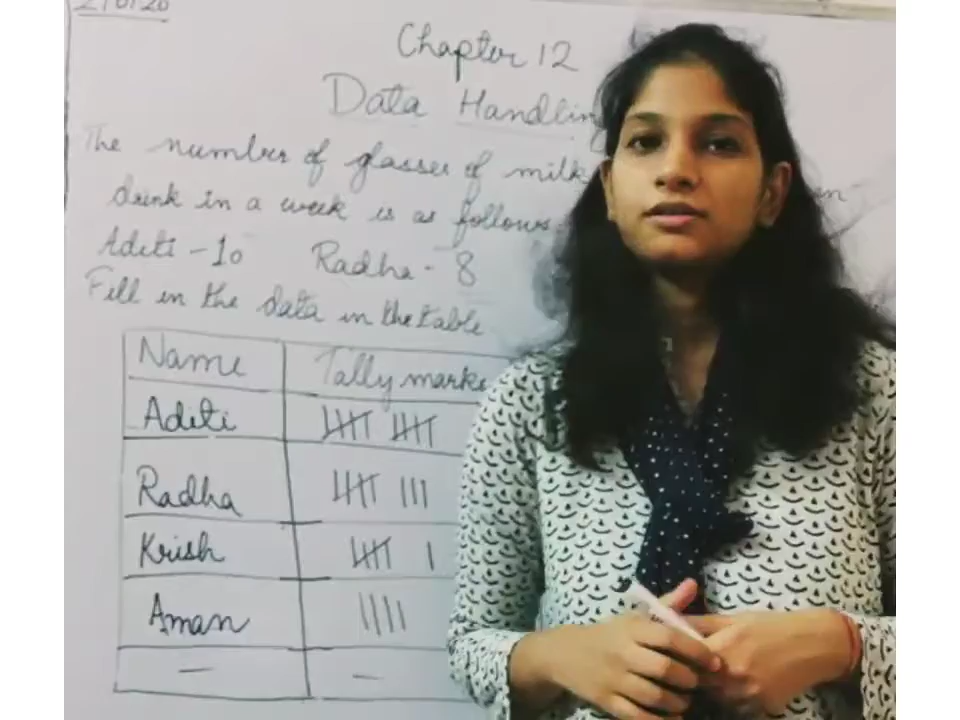 Chapter 12
Data Handling
The number of glasses of milk
drink in a week is as follows-
Aditi - 10 Radha - 8
Fill in the data in the table
Name Tally marks
Aditi
Radha
Krish
Aman